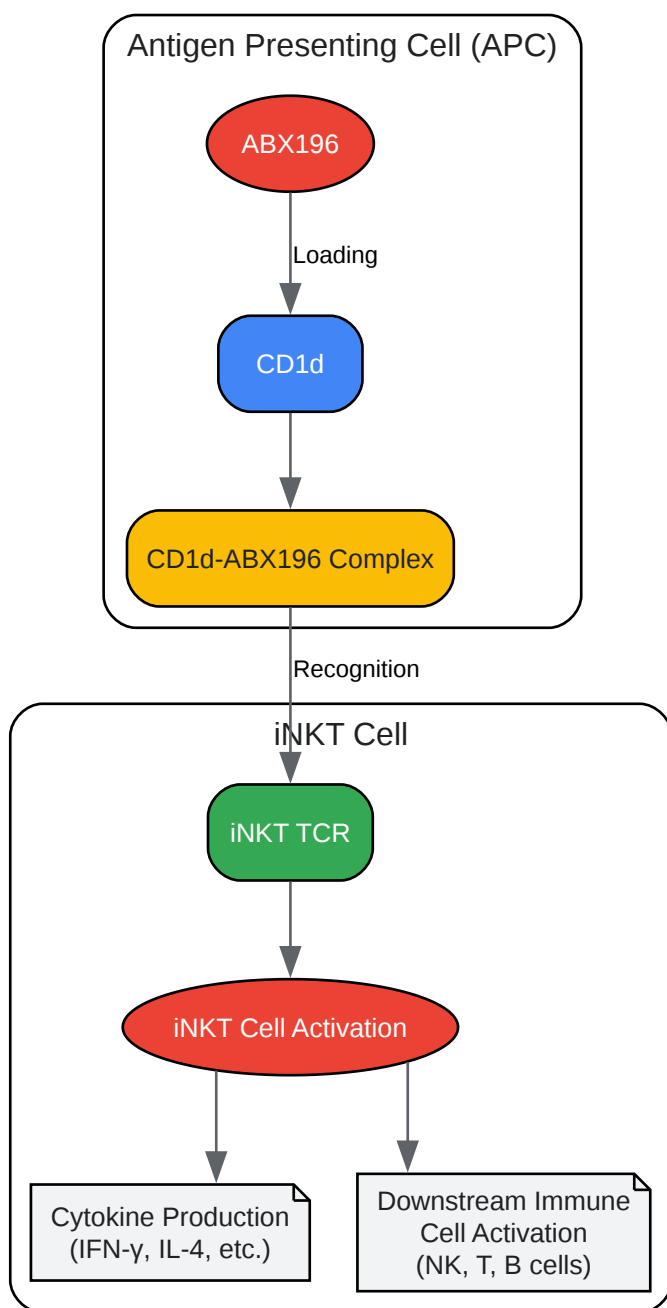 Antigen Presenting Cell (APC)
ABX196
Loading
CD1d
CD1d-ABX196 Complex
Recognition
iNKT Cell
iNKT TCR
iNKT Cell Activation
Cytokine Production
(IFN-γ, IL-4, etc.)
Downstream Immune
Cell Activation
(NK, T, B cells)